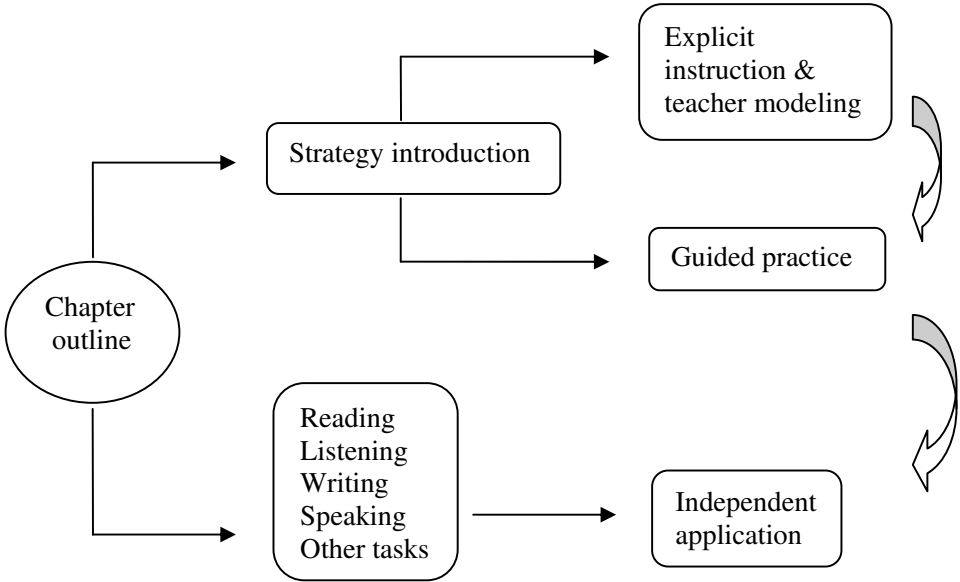 Explicit
instruction &
teacher modeling
Strategy introduction
Guided practice
Chapter
outline
Reading
Listening
Writing
Speaking
Other tasks
Independent
application